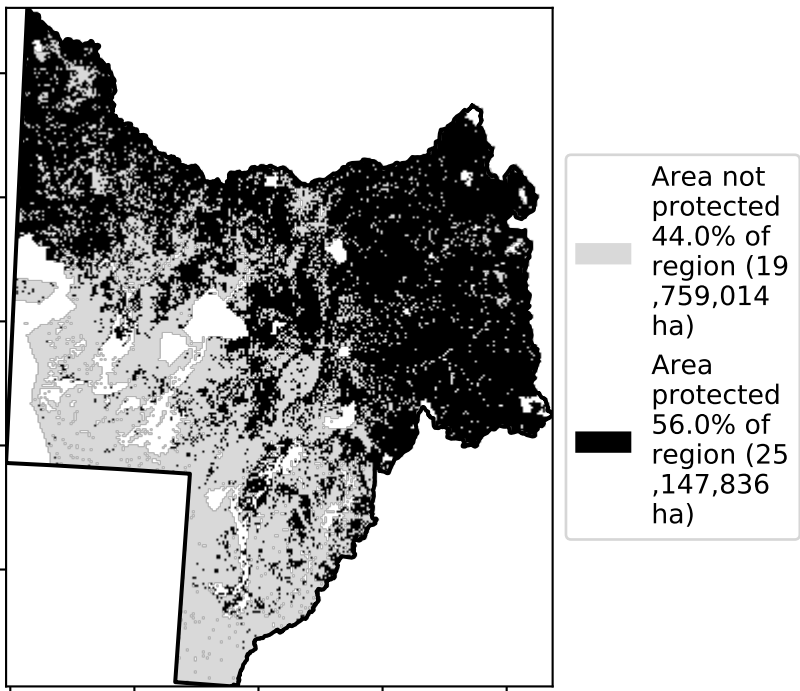 Area not
protected
44.0% of
region (19
,759,014
ha)
Area
protected
56.0% of
region (25
,147,836
ha)